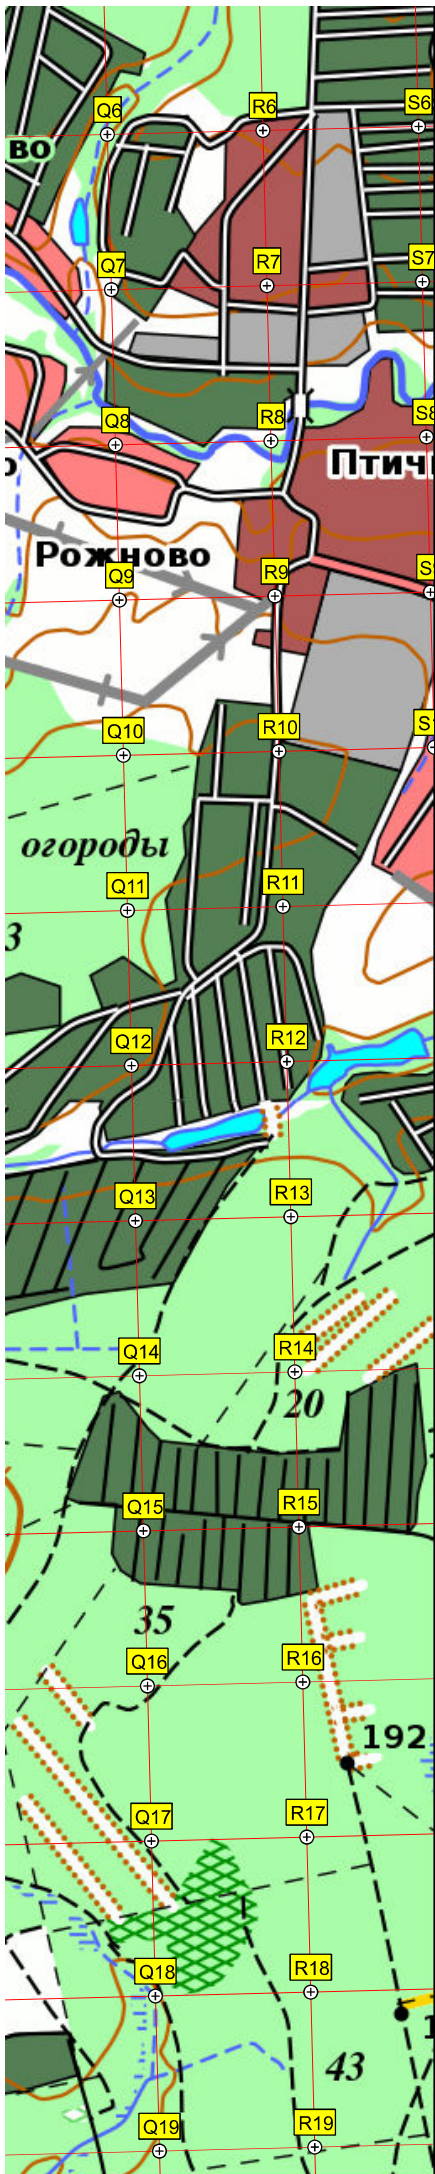 Q6 R6 S6
во
Q7 R7 S7
Q8 R8 S8
Птич
Рожново
Q9 R9
Q10 R10
огороды
Q11 R11
3
Q12 R12
Q13 R13
Q14 R14
20
Q15 R15
35
Q16 R16
192
Q17 R17
Q18 R18
1
43
Q19 R19